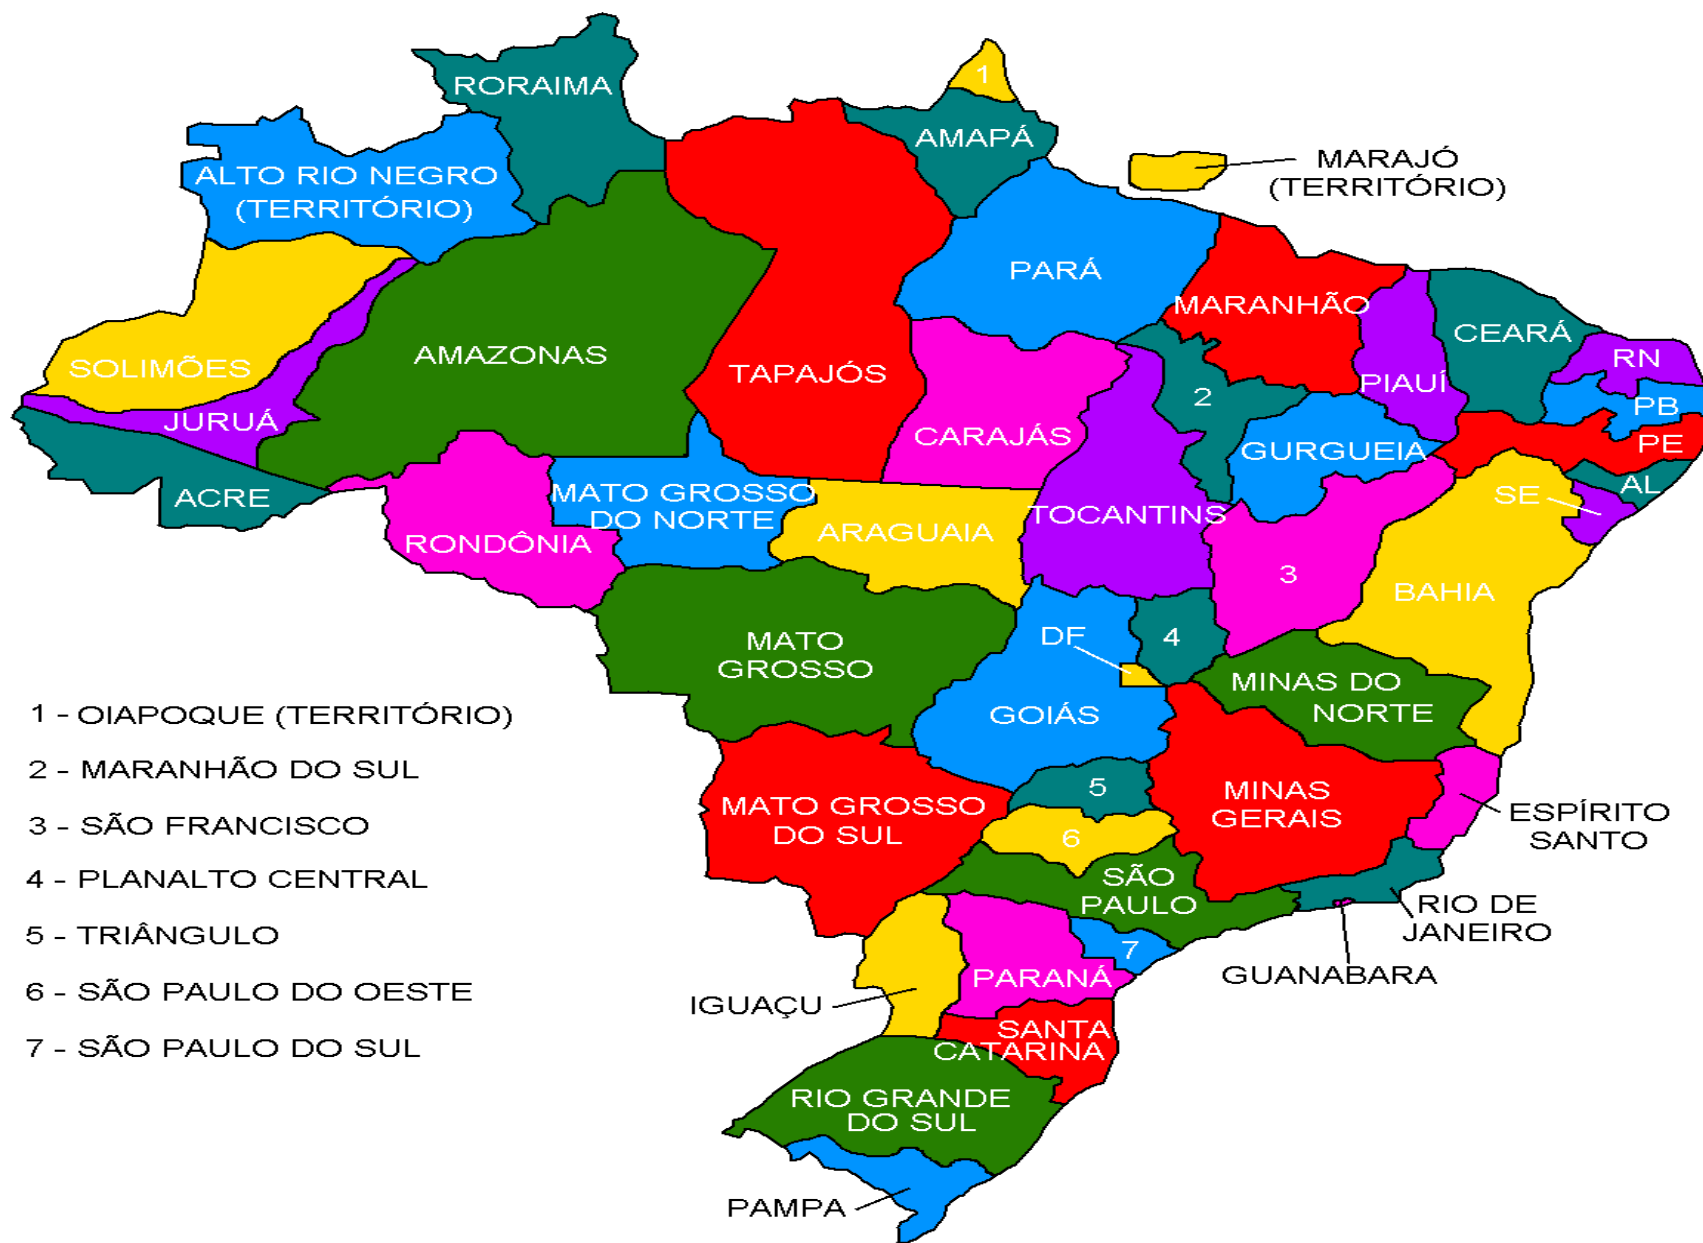 RORAIMA
1
AMAPÁ
MARAJÓ
(TERRITÓRIO)
ALTO RIO NEGRO
(TERRITÓRIO)
PARÁ
MARANHÃO
CEARÁ
SOLIMÕES
AMAZONAS
TAPAJÓS
PIAUÍ
RN
2
PB
JURUÁ
CARAJÁS
GURGUEIA
PE
ACRE
MATO GROSSO
DO NORTE
ARAGUAIA
TOCANTINS
SE
AL
RONDÔNIA
3
BAHIA
MATO
GROSSO
DF
4
MINAS DO
NORTE
GOIÁS
1 - OIAPOQUE (TERRITÓRIO)
2 - MARANHÃO DO SUL
3 - SÃO FRANCISCO
4 - PLANALTO CENTRAL
5 - TRIÂNGULO
6 - SÃO PAULO DO OESTE
7 - SÃO PAULO DO SUL
MATO GROSSO
DO SUL
5
MINAS
GERAIS
ESPÍRITO
SANTO
6
SÃO
PAULO
RIO DE
JANEIRO
7
PARANÁ
GUANABARA
IGUAÇU
SANTA
CATARINA
RIO GRANDE
DO SUL
PAMPA